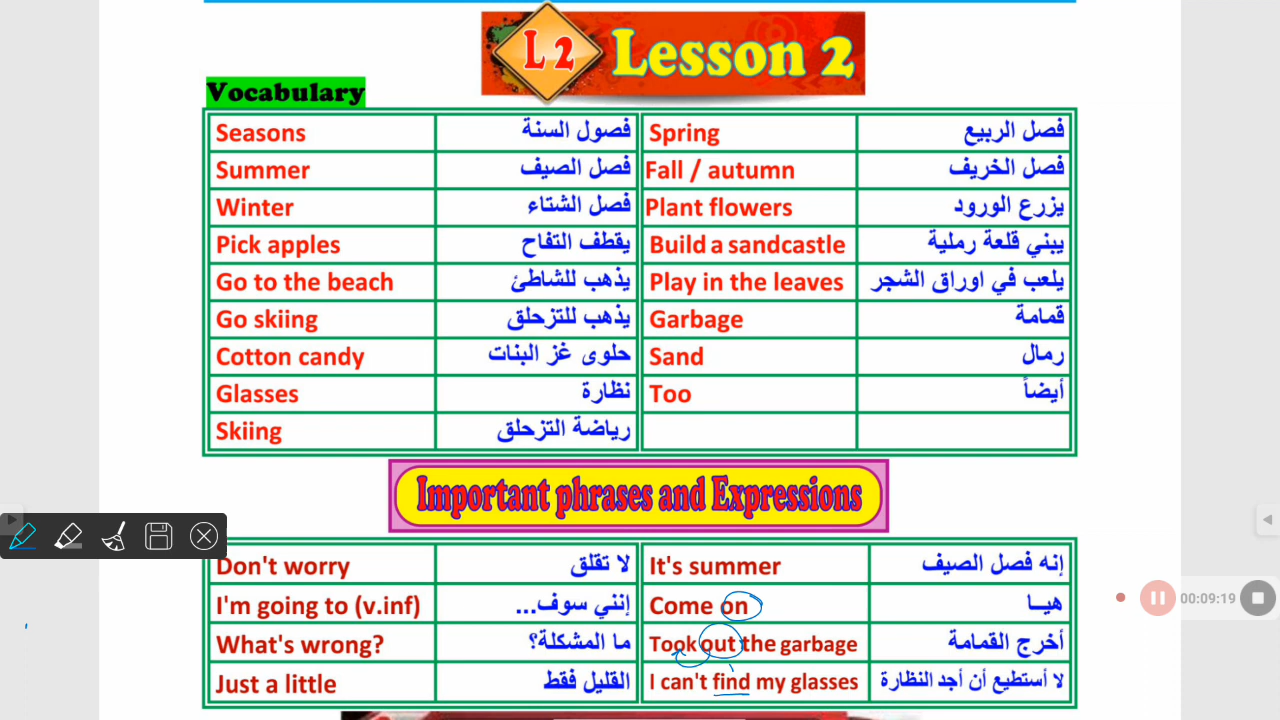 L 2
Lesson 2
Vocabulary
Seasons فصول السنة Spring فصل الربيع
Summer فصل الصيف Fall / autumn فصل الخريف
Winter فصل الشتاء Plant flowers يزرع الورود
Pick apples يقطف التفاح Build a sandcastle يبني قلعة رملية
Go to the beach يذهب للشاطئ Play in the leaves يلعب في اوراق الشجر
Go skiing يذهب للتزحلق Garbage قمامة
Cotton candy حلوى غز البنات Sand رمال
Glasses نظارة Too أيضاً
Skiing رياضة التزحلق
Important phrases and Expressions
Don't worry لا تقلق It's summer إنه فصل الصيف
I'm going to (v.inf) إنني سوف... Come on هيــا
What's wrong? ما المشكلة؟ Took out the garbage أخرج القمامة
Just a little القليل فقط I can't find my glasses لا أستطيع أن أجد النظارة
00:09:19